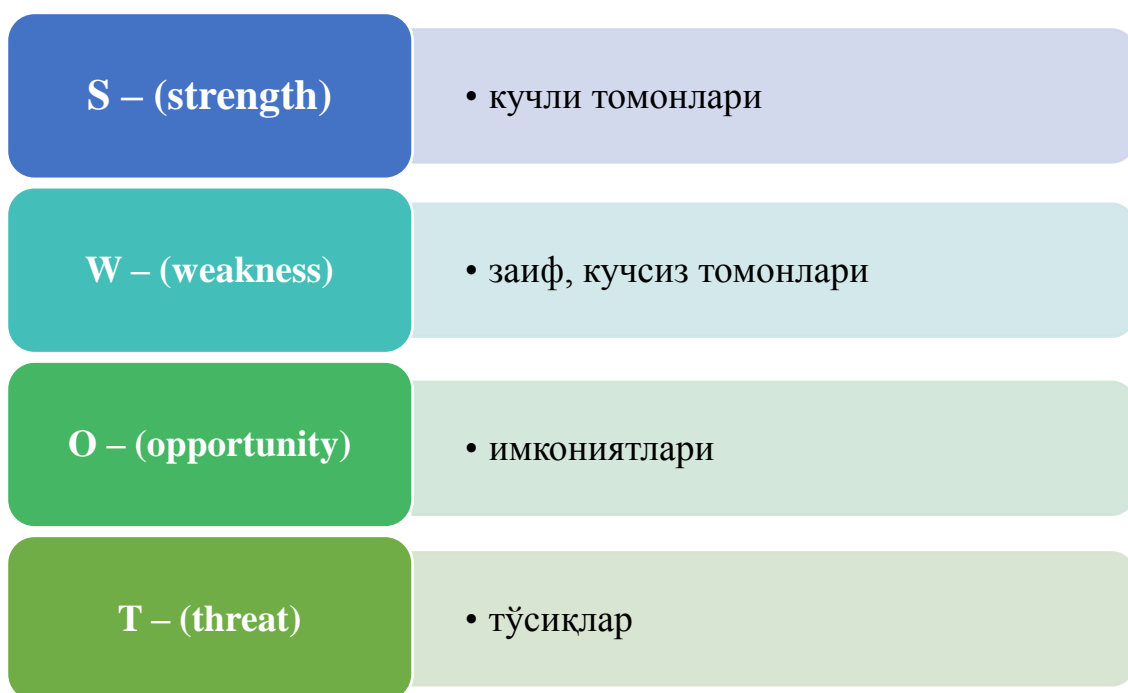 S – (strength)
• кучли томонлари
W – (weakness)
• заиф, кучсиз томонлари
O – (opportunity)
• имкониятлари
T – (threat)
• тўсиқлар